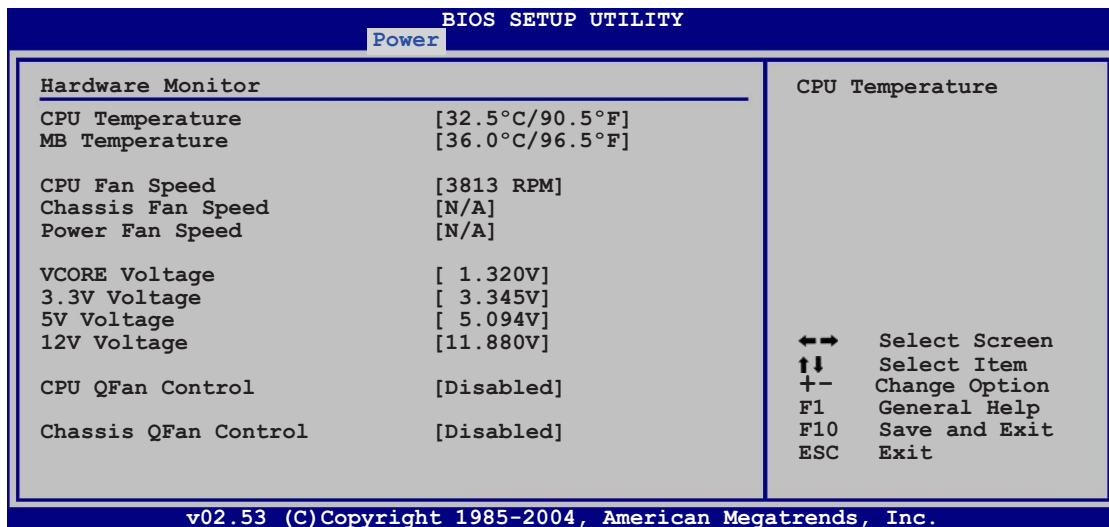 BIOS SETUP UTILITY
Power
Hardware Monitor
CPU Temperature [32.5°C/90.5°F]
MB Temperature [36.0°C/96.5°F]
CPU Fan Speed [3813 RPM]
Chassis Fan Speed [N/A]
Power Fan Speed [N/A]
VCORE Voltage [ 1.320V]
3.3V Voltage [ 3.345V]
5V Voltage [ 5.094V]
12V Voltage [11.880V]
CPU QFan Control [Disabled]
Chassis QFan Control [Disabled]
CPU Temperature
←→ Select Screen
↑↓ Select Item
+- Change Option
F1 General Help
F10 Save and Exit
ESC Exit
v02.53 (C)Copyright 1985-2004, American Megatrends, Inc.